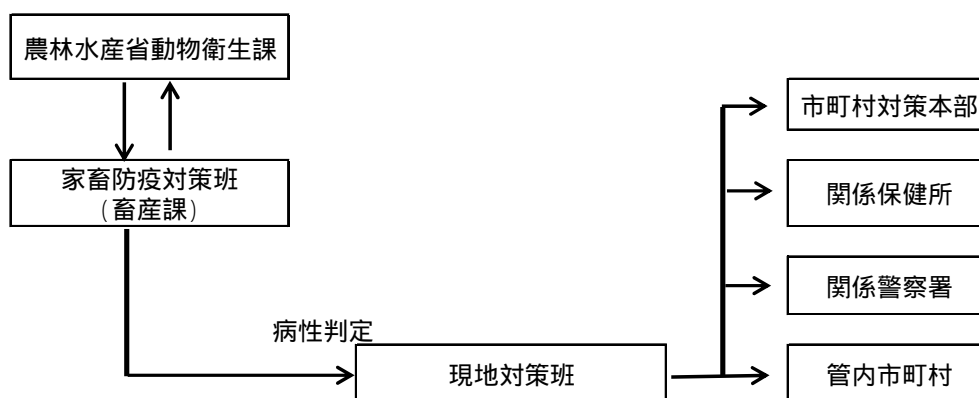 農林水産省動物衛生課
市町村対策本部
家畜防疫対策班
（畜産課）
関係保健所
関係警察署
病性判定
現地対策班
管内市町村